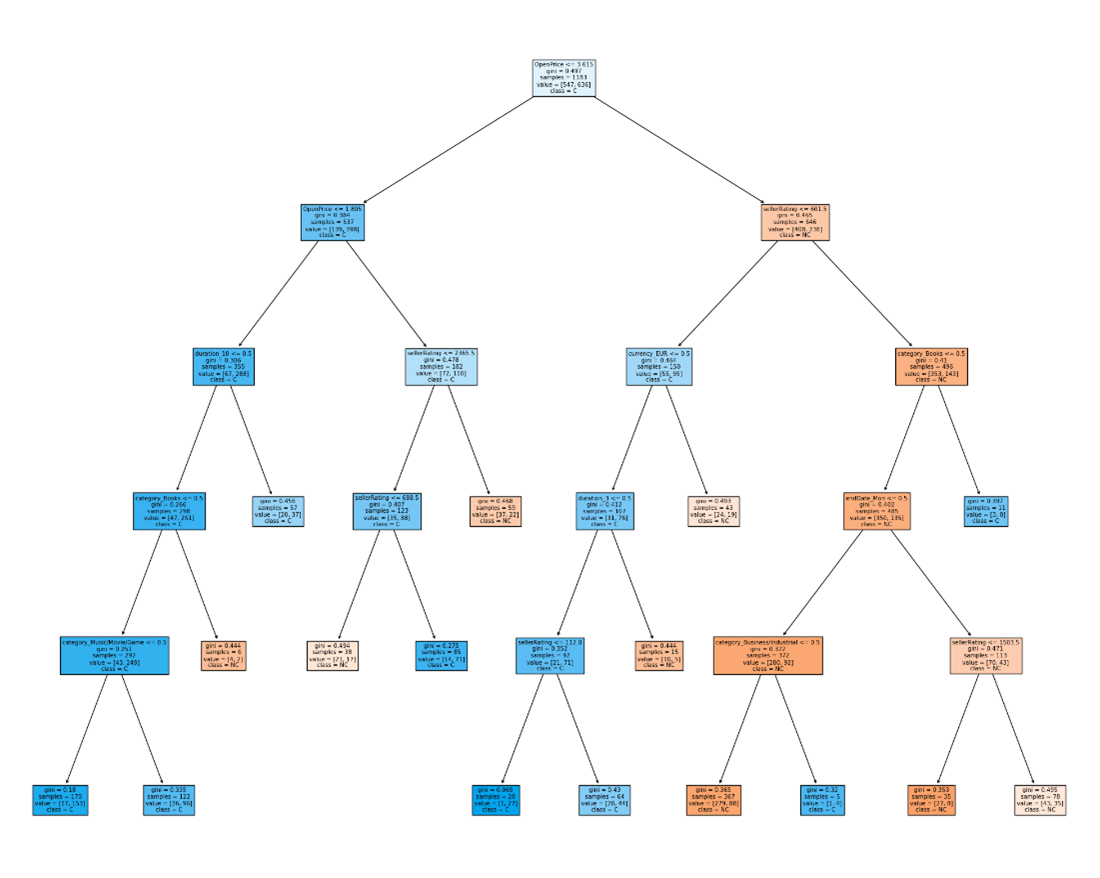 OpenPrice <= 3.615
gini = 0.497
samples = 1183
value = [547, 636]
class = C
OpenPrice <= 1.805
gini = 0.384
samples = 537
value = [139, 398]
class = C
sellerRating <= 601.5
gini = 0.465
samples = 646
value = [408, 238]
class = NC
duration_10 <= 0.5
gini = 0.306
samples = 355
value = [67, 288]
class = C
sellerRating <= 2365.5
gini = 0.478
samples = 182
value = [72, 110]
class = C
currency_EUR <= 0.5
gini = 0.464
samples = 150
value = [55, 95]
class = C
category_Books <= 0.5
gini = 0.41
samples = 496
value = [353, 143]
class = NC
category_Books <= 0.5
gini = 0.266
samples = 298
value = [47, 251]
class = C
gini = 0.456
samples = 57
value = [20, 37]
class = C
sellerRating <= 688.5
gini = 0.407
samples = 123
value = [35, 88]
class = C
gini = 0.468
samples = 59
value = [37, 22]
class = NC
duration_3 <= 0.5
gini = 0.412
samples = 107
value = [31, 76]
class = C
gini = 0.493
samples = 43
value = [24, 19]
class = NC
endDate_Mon <= 0.5
gini = 0.402
samples = 485
value = [350, 135]
class = NC
gini = 0.397
samples = 11
value = [3, 8]
class = C
category_Music/Movie/Game <= 0.5
gini = 0.251
samples = 292
value = [43, 249]
class = C
gini = 0.444
samples = 6
value = [4, 2]
class = NC
gini = 0.494
samples = 38
value = [21, 17]
class = NC
gini = 0.275
samples = 85
value = [14, 71]
class = C
sellerRating <= 112.0
gini = 0.352
samples = 92
value = [21, 71]
class = C
gini = 0.444
samples = 15
value = [10, 5]
class = NC
category_Business/Industrial <= 0.5
gini = 0.372
samples = 372
value = [280, 92]
class = NC
sellerRating <= 1503.5
gini = 0.471
samples = 113
value = [70, 43]
class = NC
gini = 0.18
samples = 170
value = [17, 153]
class = C
gini = 0.335
samples = 122
value = [26, 96]
class = C
gini = 0.069
samples = 28
value = [1, 27]
class = C
gini = 0.43
samples = 64
value = [20, 44]
class = C
gini = 0.365
samples = 367
value = [279, 88]
class = NC
gini = 0.32
samples = 5
value = [1, 4]
class = C
gini = 0.353
samples = 35
value = [27, 8]
class = NC
gini = 0.495
samples = 78
value = [43, 35]
class = NC